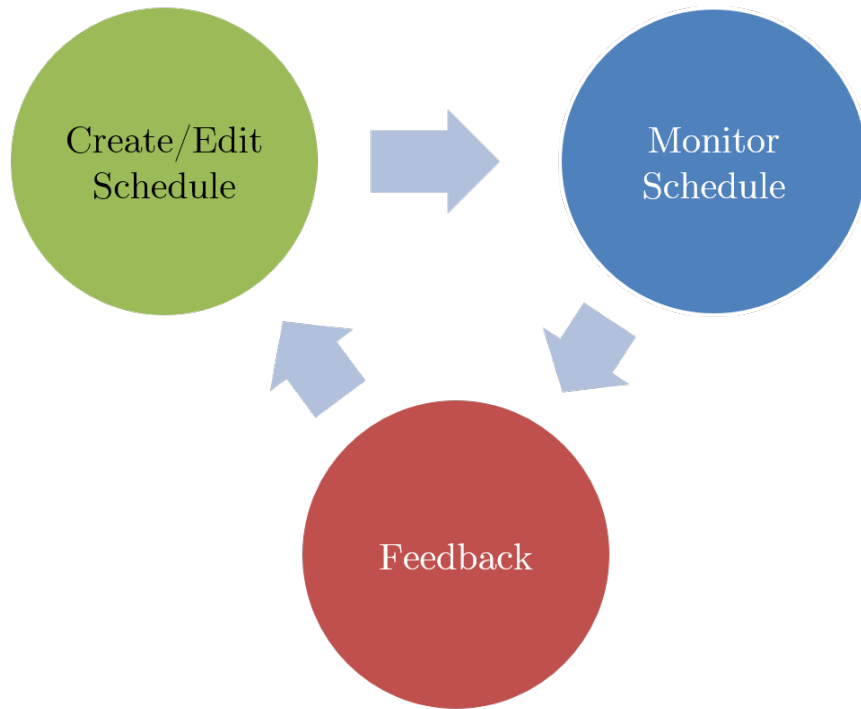 Create/Edit
Schedule
Monitor
Schedule
Feedback